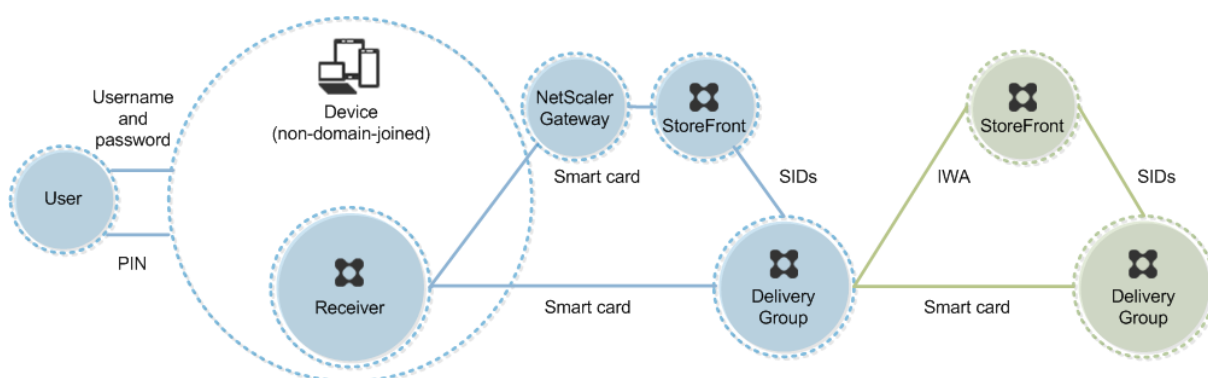 Username
and
password
User
PIN
Device
(non-domain-joined)
Receiver
NetScaler
Gateway
StoreFront
Smart card
SIDs
Smart card
Delivery
Group
StoreFront
IWA
SIDs
Smart card
Delivery
Group